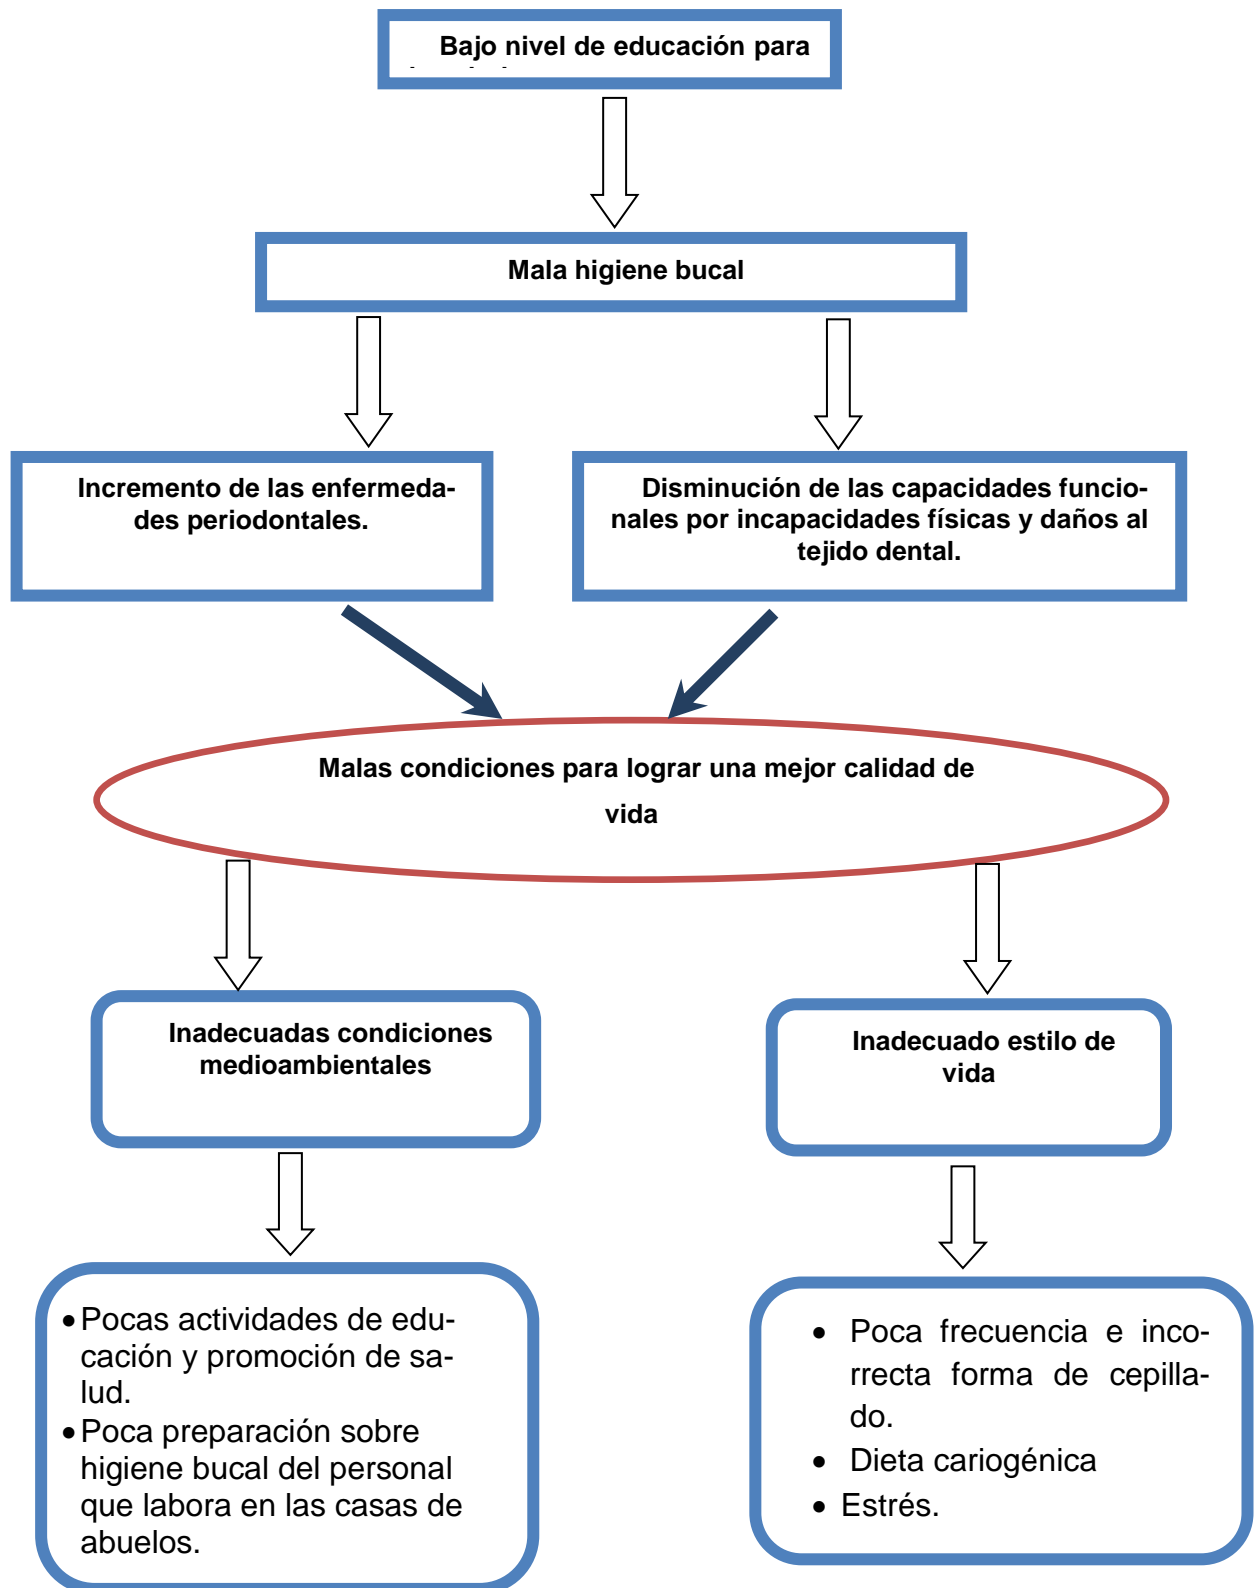 Bajo nivel de educación para
Mala higiene bucal
Incremento de las enfermeda-
des periodontales.
Disminución de las capacidades funcio-
nales por incapacidades físicas y daños al
tejido dental.
Malas condiciones para lograr una mejor calidad de
vida
Inadecuadas condiciones
medioambientales
Inadecuado estilo de
vida
• Pocas actividades de edu-
cación y promoción de sa-
lud.
• Poca preparación sobre
higiene bucal del personal
que labora en las casas de
abuelos.
• Poca frecuencia e inco-
rrecta forma de cepilla-
do.
• Dieta cariogénica
• Estrés.